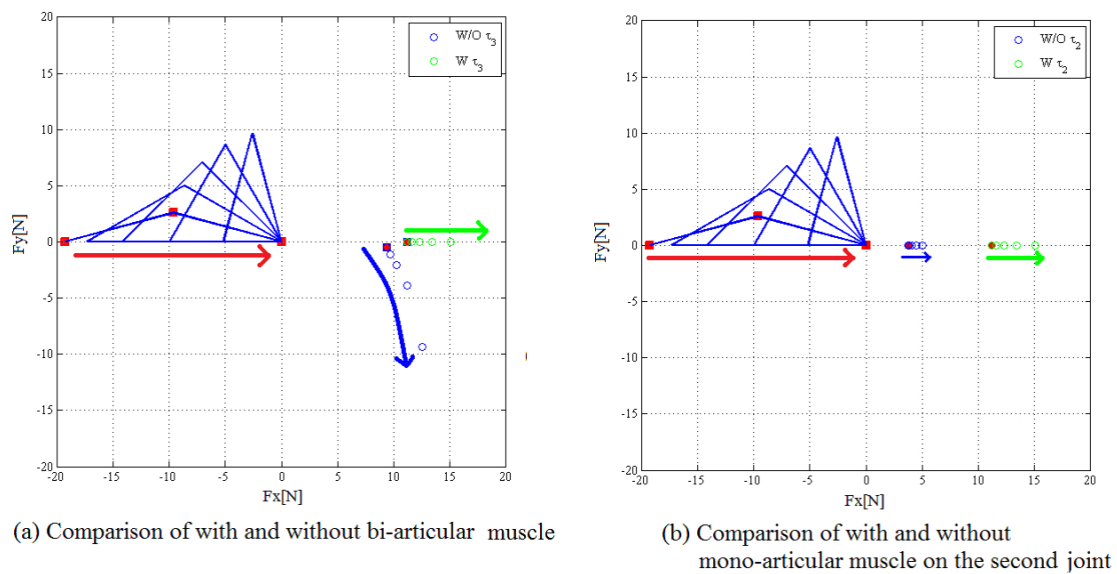 20
15
10
5
0
-5
-10
-15
-20
-20 -15 -10 -5 0 5 10 15 20
Fy[N]
Fx[N]
W/O τ3
W τ3
(a) Comparison of with and without bi-articular muscle
20
15
10
5
0
-5
-10
-15
-20
-20 -15 -10 -5 0 5 10 15 20
Fy[N]
Fx[N]
W/O τ2
W τ2
(b) Comparison of with and without
mono-articular muscle on the second joint